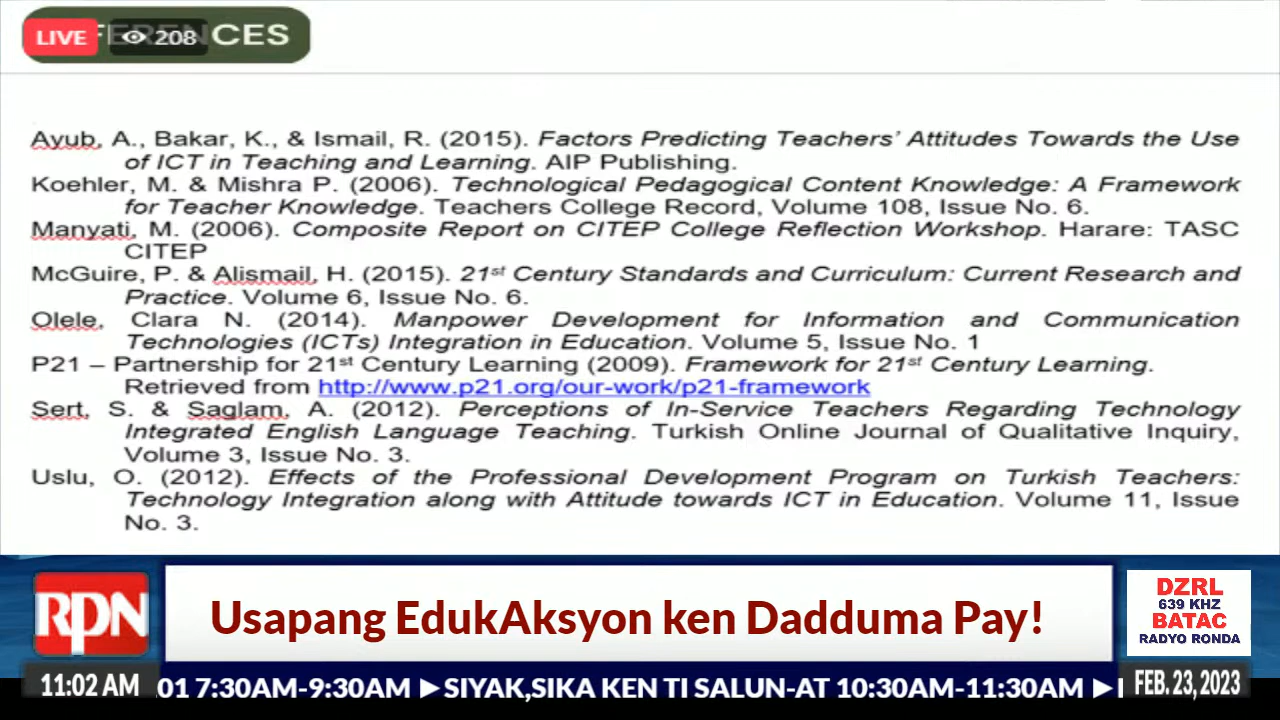 LIVE 208 CES
Ayub, A., Bakar, K., & Ismail, R. (2015). Factors Predicting Teachers' Attitudes Towards the Use
of ICT in Teaching and Learning. AIP Publishing.
Koehler, M. & Mishra P. (2006). Technological Pedagogical Content Knowledge: A Framework
for Teacher Knowledge. Teachers College Record, Volume 108, Issue No. 6.
Manyati, M. (2006). Composite Report on CITEP College Reflection Workshop. Harare: TASC
CITEP
McGuire, P. & Alismail, H. (2015). 21st Century Standards and Curriculum: Current Research and
Practice. Volume 6, Issue No. 6.
Olele, Clara N. (2014). Manpower Development for Information and Communication
Technologies (ICTs) Integration in Education. Volume 5, Issue No. 1
P21 – Partnership for 21st Century Learning (2009). Framework for 21st Century Learning.
Retrieved from http://www.p21.org/our-work/p21-framework
Sert, S. & Saglam, A. (2012). Perceptions of In-Service Teachers Regarding Technology
Integrated English Language Teaching. Turkish Online Journal of Qualitative Inquiry,
Volume 3, Issue No. 3.
Uslu, O. (2012). Effects of the Professional Development Program on Turkish Teachers:
Technology Integration along with Attitude towards ICT in Education. Volume 11, Issue
No. 3.
RPN
Usapang EdukAksyon ken Dadduma Pay!
DZRL
639 KHZ
BATAC
RADYO RONDA
11:02 AM
01 7:30AM-9:30AM ►SIYAK,SIKA KEN TI SALUN-AT 10:30AM-11:30AM ►
FEB. 23, 2023